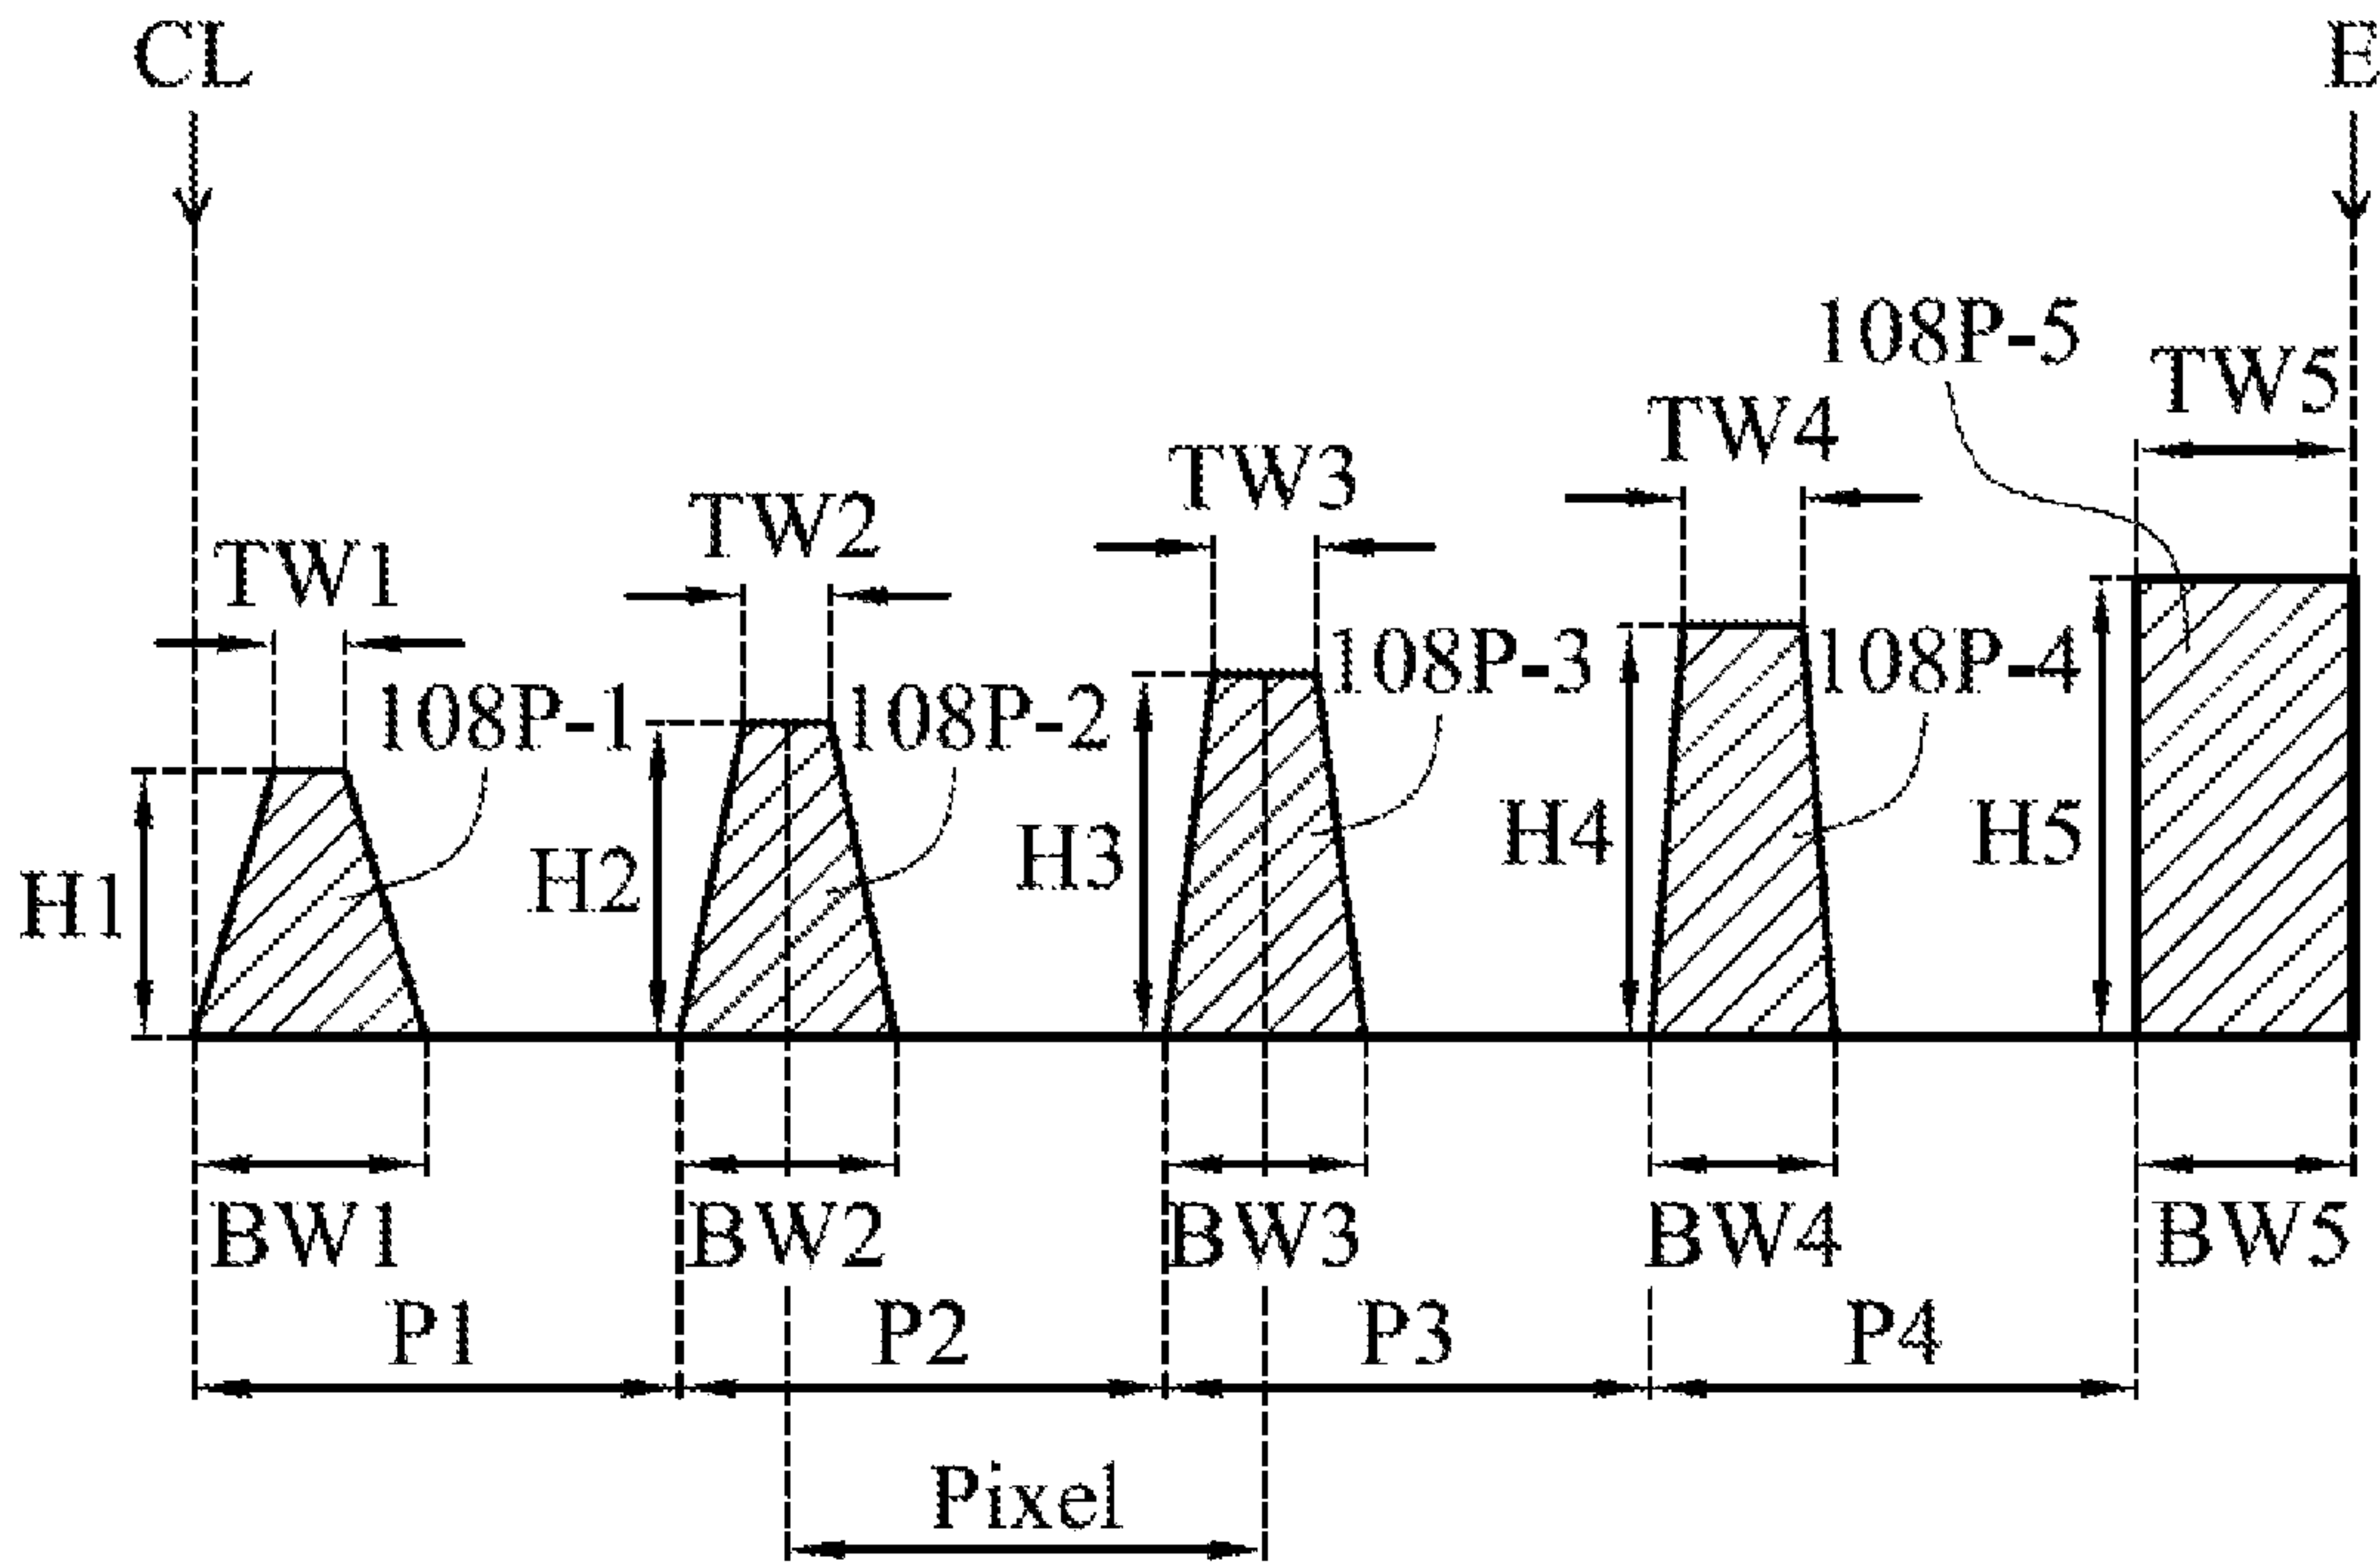 CL
E
108P-5
TW5
TW4
TW3
TW2
TW1
108P-1
108P-2
108P-3
108P-4
H1
H2
H3
H4
H5
BW1
BW2
BW3
BW4
BW5
P1
P2
P3
P4
Pixel